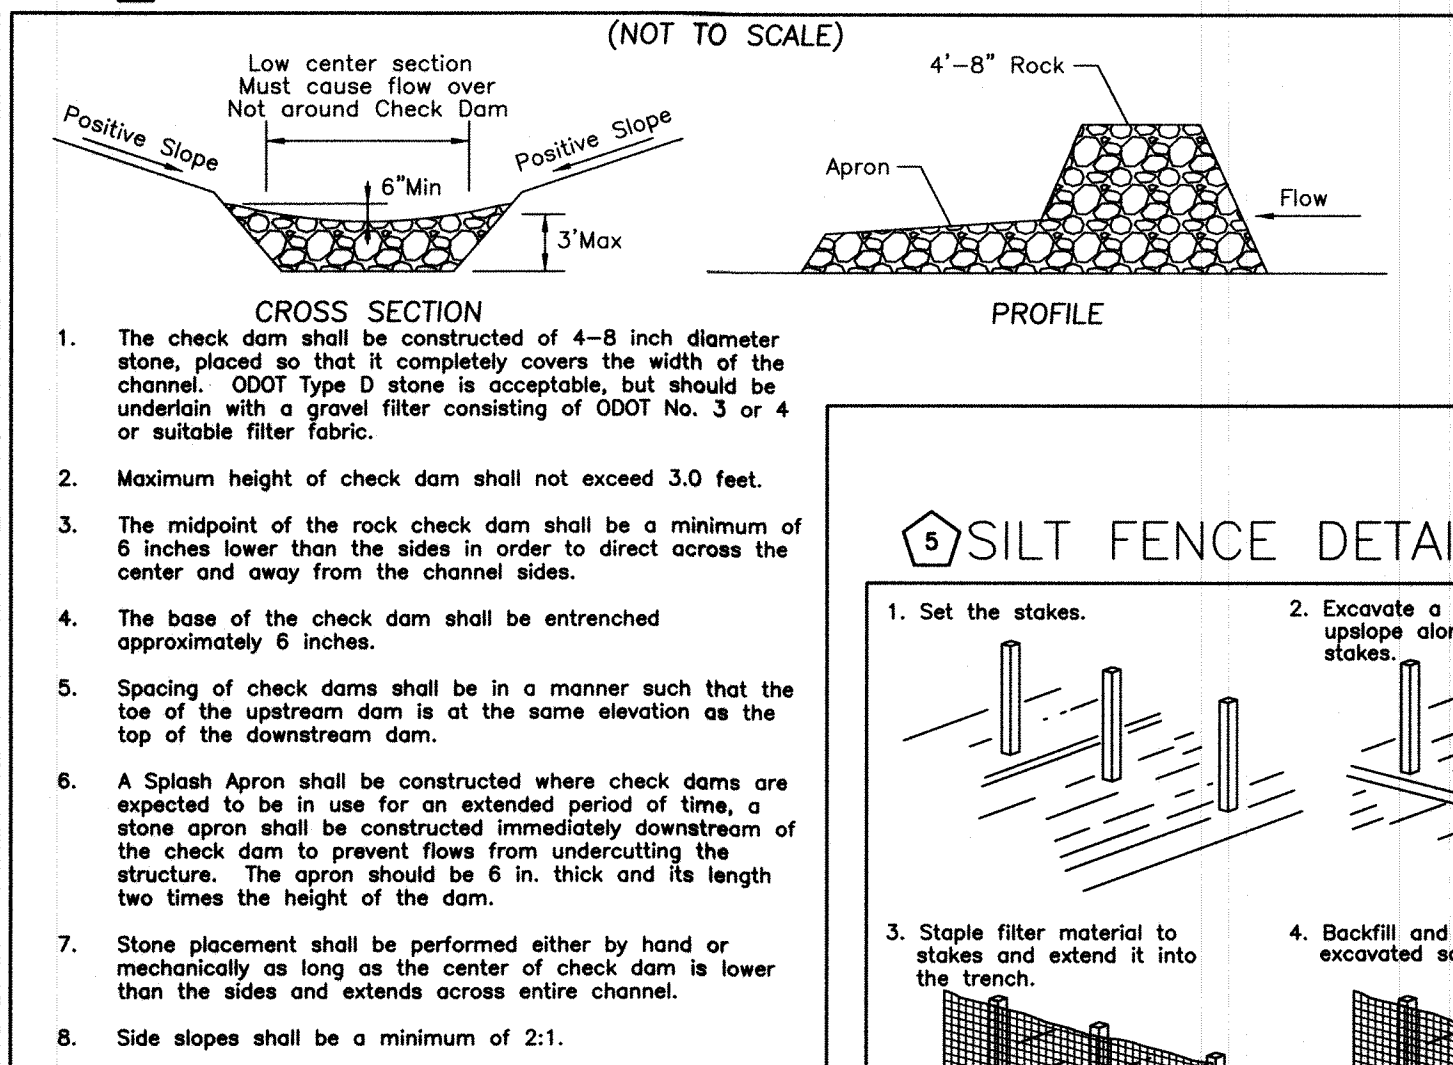 (NOT TO SCALE)
Low center section
Must cause flow over
Not around Check Dam
Positive Slope
Positive Slope
6"Min
3'Max
CROSS SECTION
4'-8" Rock
Apron
Flow
PROFILE
1. The check dam shall be constructed of 4-8 inch diameter
stone, placed so that it completely covers the width of the
channel. ODOT Type D stone is acceptable, but should be
underlain with a gravel filter consisting of ODOT No. 3 or 4
or suitable filter fabric.
2. Maximum height of check dam shall not exceed 3.0 feet.
3. The midpoint of the rock check dam shall be a minimum of
6 inches lower than the sides in order to direct across the
center and away from the channel sides.
4. The base of the check dam shall be entrenched
approximately 6 inches.
5. Spacing of check dams shall be in a manner such that the
toe of the upstream dam is at the same elevation as the
top of the downstream dam.
6. A Splash Apron shall be constructed where check dams are
expected to be in use for an extended period of time, a
stone apron shall be constructed immediately downstream of
the check dam to prevent flows from undercutting the
structure. The apron should be 6 in. thick and its length
two times the height of the dam.
7. Stone placement shall be performed either by hand or
mechanically as long as the center of check dam is lower
than the sides and extends across entire channel.
8. Side slopes shall be a minimum of 2:1.
5 SILT FENCE
1. Set the stakes.
2. Excavate a
upslope
stakes.
3. Staple filter material to
stakes and extend it into
the trench.
4. Backfill and
excavated